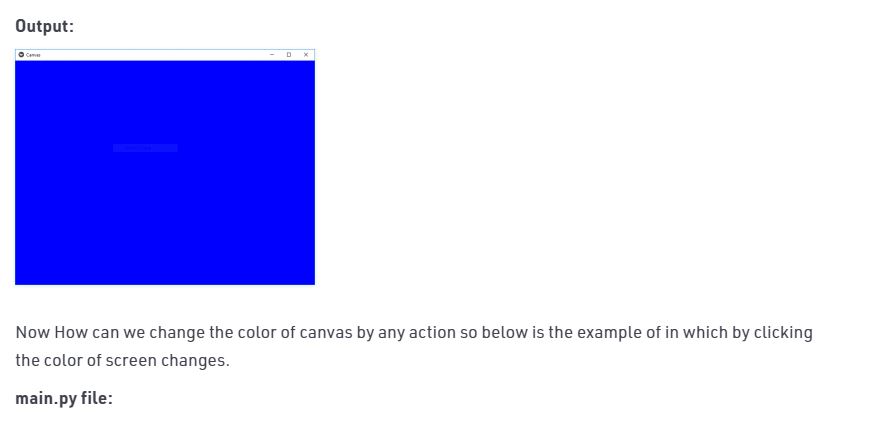 Output:
Canvas
Now How can we change the color of canvas by any action so below is the example of in which by clicking
the color of screen changes.
main.py file: